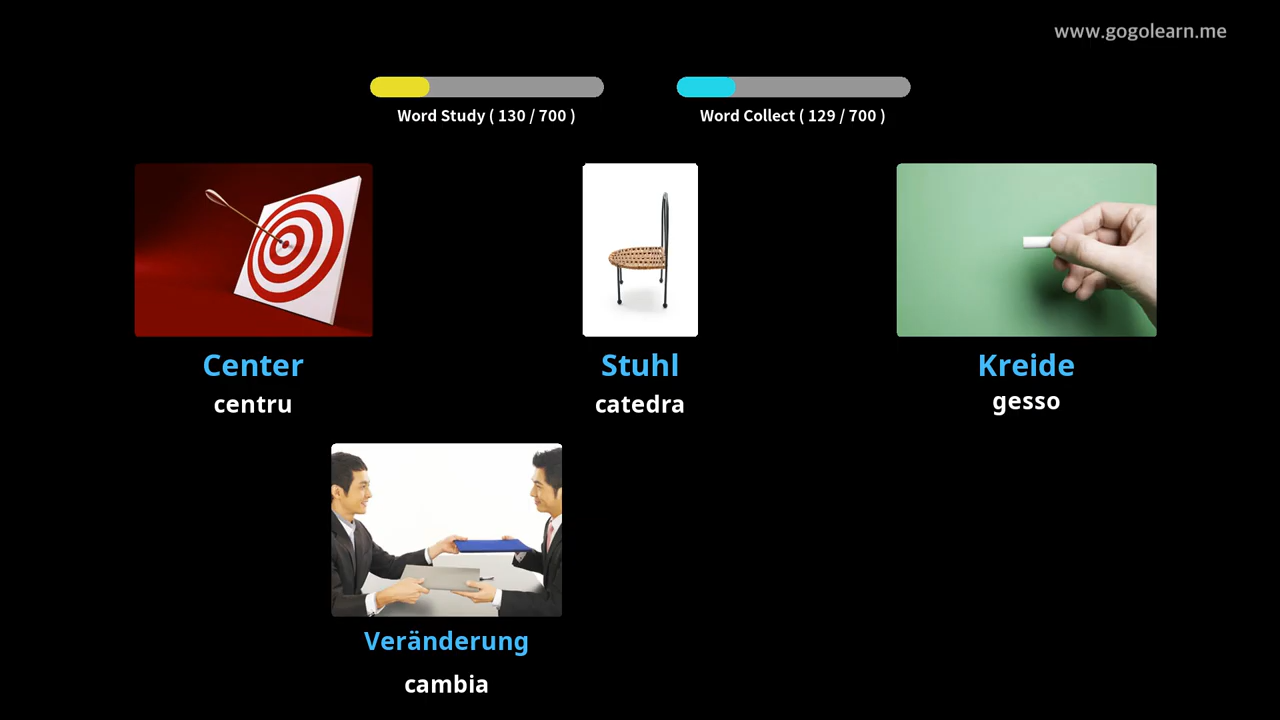 www.gogolearn.me
Word Study ( 130 / 700 )
Word Collect ( 129 / 700 )
Center
centru
Stuhl
catedra
Kreide
gesso
Veränderung
cambia